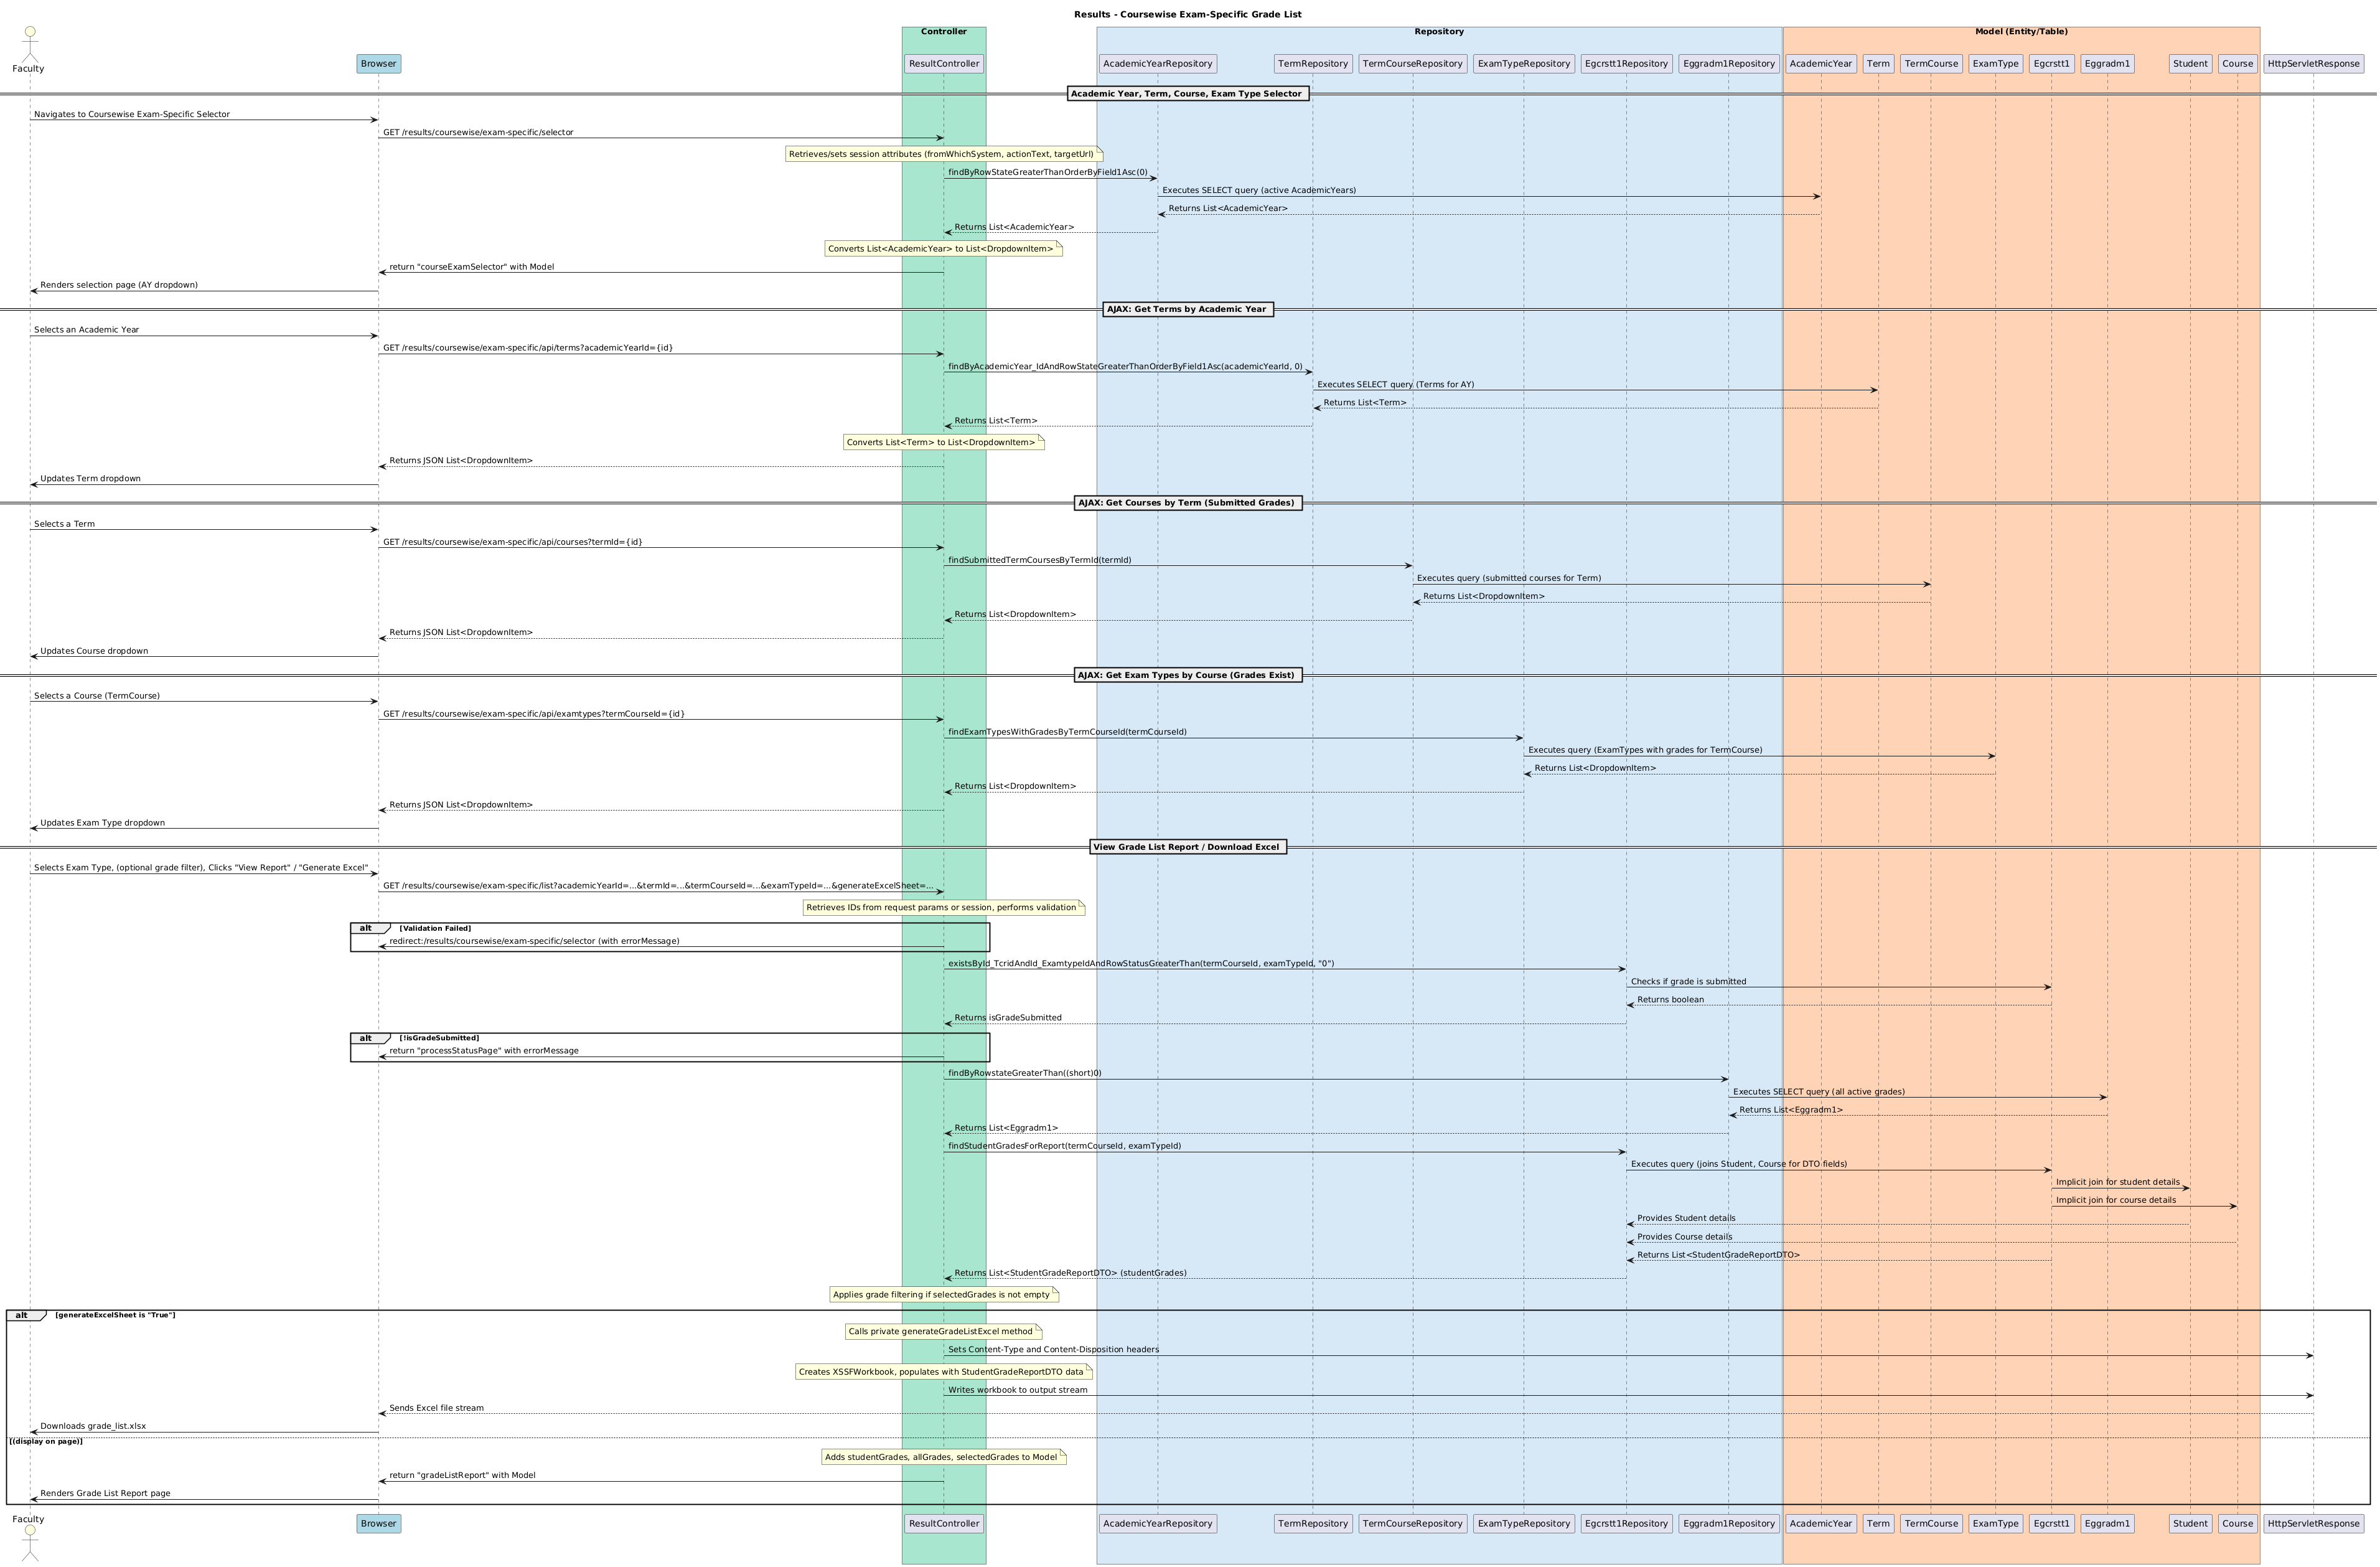 Results - Coursewise Exam-Specific Grade List
Controller
Repository
Model (Entity/Table)
Faculty
Browser
ResultController
AcademicYearRepository
TermRepository
TermCourseRepository
ExamTypeRepository
Egcrstt1Repository
Eggradm1Repository
AcademicYear
Term
TermCourse
ExamType
Egcrstt1
Eggradm1
Student
Course
HttpServletResponse
Academic Year, Term, Course, Exam Type Selector
Navigates to Coursewise Exam-Specific Selector
GET /results/coursewise/exam-specific/selector
Retrieves/sets session attributes (fromWhichSystem, actionText, targetUrl)
findByRowStateGreaterThanOrderByField1Asc(0)
Executes SELECT query (active AcademicYears)
Returns List<AcademicYear>
Returns List<AcademicYear>
Converts List<AcademicYear> to List<DropdownItem>
return "courseExamSelector" with Model
Renders selection page (AY dropdown)
AJAX: Get Terms by Academic Year
Selects an Academic Year
GET /results/coursewise/exam-specific/api/terms?academicYearId={id}
findByAcademicYear_IdAndRowStateGreaterThanOrderByField1Asc(academicYearId, 0)
Executes SELECT query (Terms for AY)
Returns List<Term>
Returns List<Term>
Converts List<Term> to List<DropdownItem>
Returns JSON List<DropdownItem>
Updates Term dropdown
AJAX: Get Courses by Term (Submitted Grades)
Selects a Term
GET /results/coursewise/exam-specific/api/courses?termId={id}
findSubmittedTermCoursesByTermId(termId)
Executes query (submitted courses for Term)
Returns List<DropdownItem>
Returns List<DropdownItem>
Returns JSON List<DropdownItem>
Updates Course dropdown
AJAX: Get Exam Types by Course (Grades Exist)
Selects a Course (TermCourse)
GET /results/coursewise/exam-specific/api/examtypes?termCourseId={id}
findExamTypesWithGradesByTermCourseId(termCourseId)
Executes query (ExamTypes with grades for TermCourse)
Returns List<DropdownItem>
Returns List<DropdownItem>
Returns JSON List<DropdownItem>
Updates Exam Type dropdown
View Grade List Report / Download Excel
Selects Exam Type, (optional grade filter), Clicks "View Report" / "Generate Excel"
GET /results/coursewise/exam-specific/list?academicYearId=...&termId=...&termCourseId=...&examTypeId=...&generateExcelSheet=...
Retrieves IDs from request params or session, performs validation
alt [Validation Failed]
redirect:/results/coursewise/exam-specific/selector (with errorMessage)
existsById_TcridAndId_ExamtypeIdAndRowStatusGreaterThan(termCourseId, examTypeId, "0")
Checks if grade is submitted
Returns boolean
Returns isGradeSubmitted
alt [!isGradeSubmitted]
return "processStatusPage" with errorMessage
findByRowstateGreaterThan((short)0)
Executes SELECT query (all active grades)
Returns List<Eggradm1>
Returns List<Eggradm1>
findStudentGradesForReport(termCourseId, examTypeId)
Executes query (joins Student, Course for DTO fields)
Implicit join for student details
Implicit join for course details
Provides Student details
Provides Course details
Returns List<StudentGradeReportDTO>
Returns List<StudentGradeReportDTO> (studentGrades)
Applies grade filtering if selectedGrades is not empty
alt [generateExcelSheet is "True"]
Calls private generateGradeListExcel method
Sets Content-Type and Content-Disposition headers
Creates XSSFWorkbook, populates with StudentGradeReportDTO data
Writes workbook to output stream
Sends Excel file stream
Downloads grade_list.xlsx
[(display on page)]
Adds studentGrades, allGrades, selectedGrades to Model
return "gradeListReport" with Model
Renders Grade List Report page
Faculty
Browser
ResultController
AcademicYearRepository
TermRepository
TermCourseRepository
ExamTypeRepository
Egcrstt1Repository
Eggradm1Repository
AcademicYear
Term
TermCourse
ExamType
Egcrstt1
Eggradm1
Student
Course
HttpServletResponse